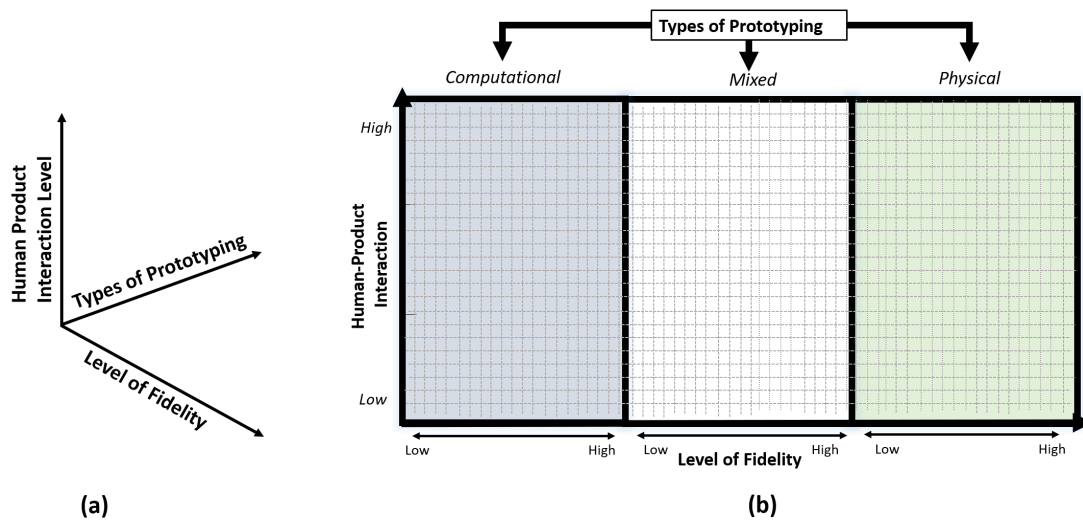 Human Product
Interaction Level
Types of Prototyping
Level of Fidelity
(a)
Types of Prototyping
Computational
Mixed
Physical
High
Human-Product
Interaction
Low
Low
High
Low
High
Low
High
Level of Fidelity
(b)